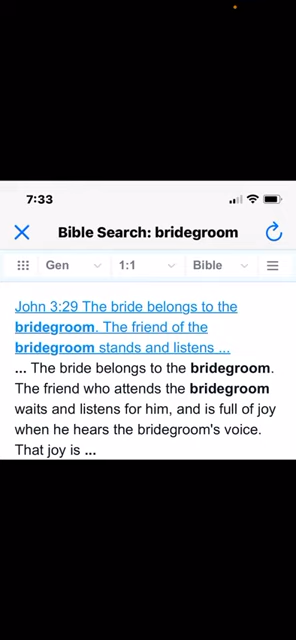 7:33
Bible Search: bridegroom
Gen 1:1 Bible
John 3:29 The bride belongs to the
bridegroom. The friend of the
bridegroom stands and listens ...
... The bride belongs to the bridegroom.
The friend who attends the bridegroom
waits and listens for him, and is full of joy
when he hears the bridegroom's voice.
That joy is ...